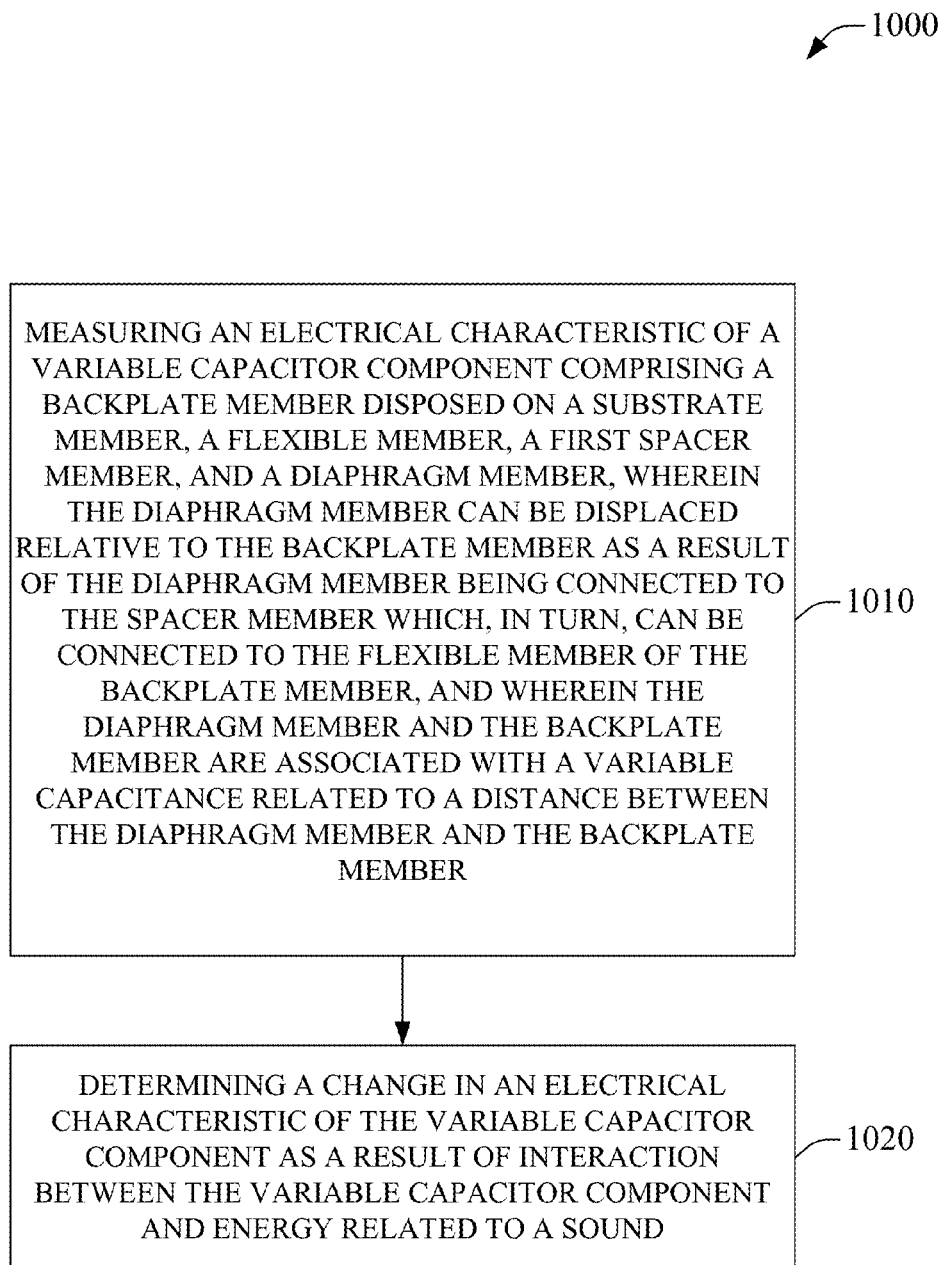 1000
MEASURING AN ELECTRICAL CHARACTERISTIC OF A
VARIABLE CAPACITOR COMPONENT COMPRISING A
BACKPLATE MEMBER DISPOSED ON A SUBSTRATE
MEMBER, A FLEXIBLE MEMBER, A FIRST SPACER
MEMBER, AND A DIAPHRAGM MEMBER, WHEREIN
THE DIAPHRAGM MEMBER CAN BE DISPLACED
RELATIVE TO THE BACKPLATE MEMBER AS A RESULT
OF THE DIAPHRAGM MEMBER BEING CONNECTED TO
THE SPACER MEMBER WHICH, IN TURN, CAN BE
CONNECTED TO THE FLEXIBLE MEMBER OF THE
BACKPLATE MEMBER, AND WHEREIN THE
DIAPHRAGM MEMBER AND THE BACKPLATE
MEMBER ARE ASSOCIATED WITH A VARIABLE
CAPACITANCE RELATED TO A DISTANCE BETWEEN
THE DIAPHRAGM MEMBER AND THE BACKPLATE
MEMBER
1010
DETERMINING A CHANGE IN AN ELECTRICAL
CHARACTERISTIC OF THE VARIABLE CAPACITOR
COMPONENT AS A RESULT OF INTERACTION
BETWEEN THE VARIABLE CAPACITOR COMPONENT
AND ENERGY RELATED TO A SOUND
1020